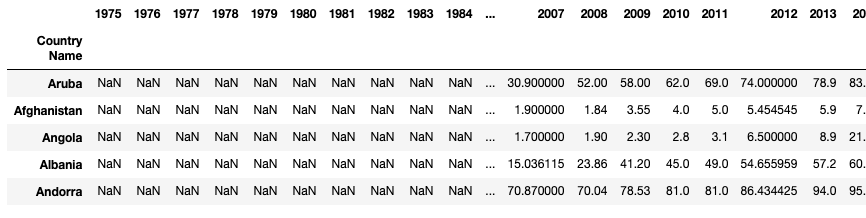 1975 1976 1977 1978 1979 1980 1981 1982 1983 1984 ... 2007 2008 2009 2010 2011 2012 2013 20
Country
Name
Aruba NaN NaN NaN NaN NaN NaN NaN NaN NaN NaN ... 30.900000 52.00 58.00 62.0 69.0 74.000000 78.9 83.
Afghanistan NaN NaN NaN NaN NaN NaN NaN NaN NaN NaN ... 1.900000 1.84 3.55 4.0 5.0 5.454545 5.9 7.
Angola NaN NaN NaN NaN NaN NaN NaN NaN NaN NaN ... 1.700000 1.90 2.30 2.8 3.1 6.500000 8.9 21.
Albania NaN NaN NaN NaN NaN NaN NaN NaN NaN NaN ... 15.036115 23.86 41.20 45.0 49.0 54.655959 57.2 60.
Andorra NaN NaN NaN NaN NaN NaN NaN NaN NaN NaN ... 70.870000 70.04 78.53 81.0 81.0 86.434425 94.0 95.